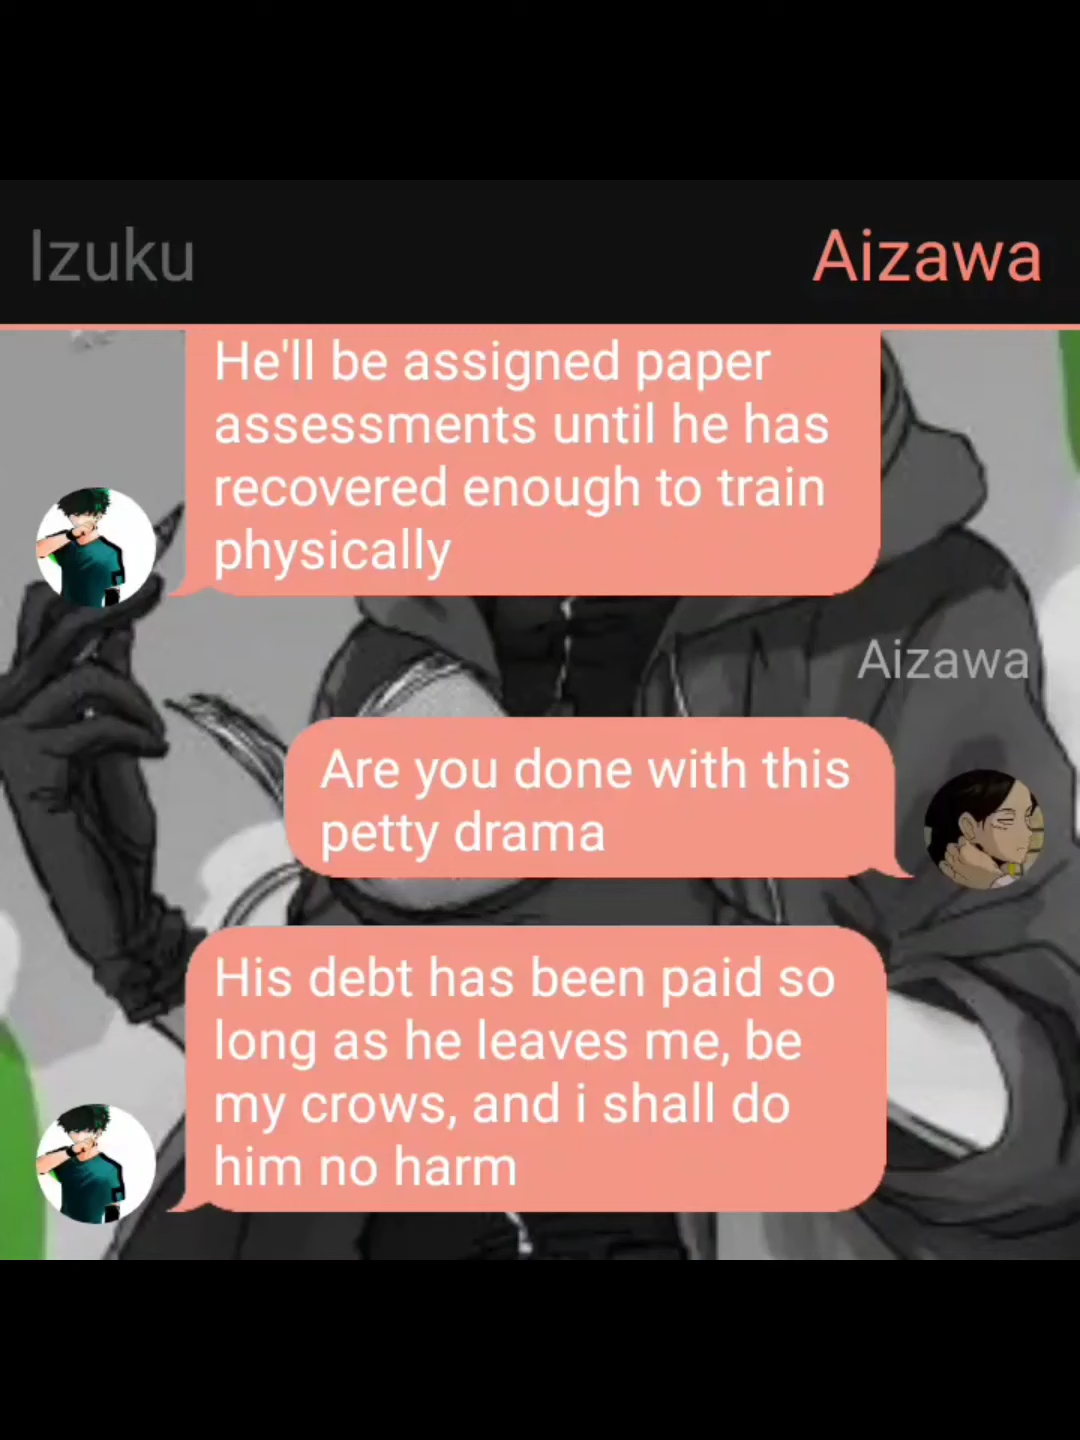 Izuku
Aizawa
He'll be assigned paper
assessments until he has
recovered enough to train
physically
Aizawa
Are you done with this
petty drama
His debt has been paid so
long as he leaves me, be
my crows, and i shall do
him no harm